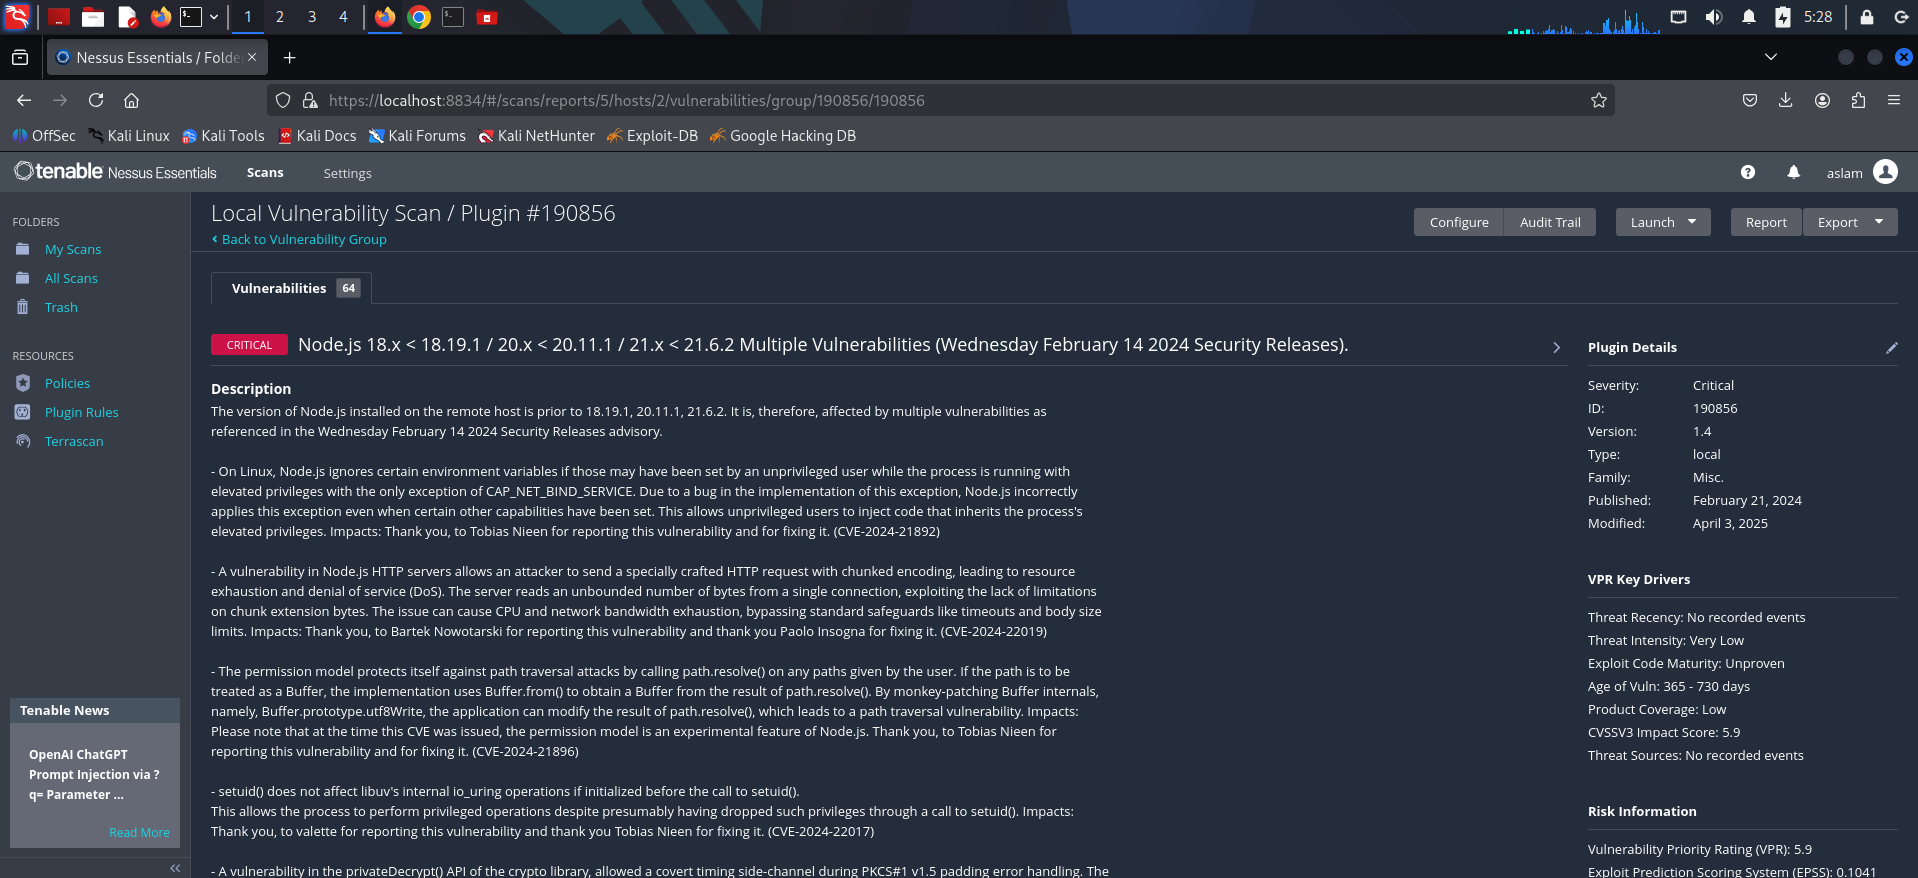 1 2 3 4 5:28
Nessus Essentials / Folde
https://localhost:8834/#/scans/reports/5/hosts/2/vulnerabilities/group/190856/190856
OffSec Kali Linux Kali Tools Kali Docs Kali Forums Kali NetHunter Exploit-DB Google Hacking DB
tenable Nessus Essentials Scans Settings aslam
FOLDERS
My Scans
All Scans
Trash
RESOURCES
Policies
Plugin Rules
Terrascan
Tenable News
OpenAI ChatGPT
Prompt Injection via ?
q= Parameter ...
Read More
Local Vulnerability Scan / Plugin #190856
Back to Vulnerability Group
Configure Audit Trail Launch Report Export
Vulnerabilities 64
CRITICAL Node.js 18.x < 18.19.1 / 20.x < 20.11.1 / 21.x < 21.6.2 Multiple Vulnerabilities (Wednesday February 14 2024 Security Releases).
Description
The version of Node.js installed on the remote host is prior to 18.19.1, 20.11.1, 21.6.2. It is, therefore, affected by multiple vulnerabilities as
referenced in the Wednesday February 14 2024 Security Releases advisory.
- On Linux, Node.js ignores certain environment variables if those may have been set by an unprivileged user while the process is running with
elevated privileges with the only exception of CAP_NET_BIND_SERVICE. Due to a bug in the implementation of this exception, Node.js incorrectly
applies this exception even when certain other capabilities have been set. This allows unprivileged users to inject code that inherits the process's
elevated privileges. Impacts: Thank you, to Tobias Nieen for reporting this vulnerability and for fixing it. (CVE-2024-21892)
- A vulnerability in Node.js HTTP servers allows an attacker to send a specially crafted HTTP request with chunked encoding, leading to resource
exhaustion and denial of service (DoS). The server reads an unbounded number of bytes from a single connection, exploiting the lack of limitations
on chunk extension bytes. The issue can cause CPU and network bandwidth exhaustion, bypassing standard safeguards like timeouts and body size
limits. Impacts: Thank you, to Bartek Nowotarski for reporting this vulnerability and thank you Paolo Insogna for fixing it. (CVE-2024-22019)
- The permission model protects itself against path traversal attacks by calling path.resolve() on any paths given by the user. If the path is to be
treated as a Buffer, the implementation uses Buffer.from() to obtain a Buffer from the result of path.resolve(). By monkey-patching Buffer internals,
namely, Buffer.prototype.utf8Write, the application can modify the result of path.resolve(), which leads to a path traversal vulnerability. Impacts:
Please note that at the time this CVE was issued, the permission model is an experimental feature of Node.js. Thank you, to Tobias Nieen for
reporting this vulnerability and for fixing it. (CVE-2024-21896)
- setuid() does not affect libuv's internal io_uring operations if initialized before the call to setuid().
This allows the process to perform privileged operations despite presumably having dropped such privileges through a call to setuid(). Impacts:
Thank you, to valette for reporting this vulnerability and thank you Tobias Nieen for fixing it. (CVE-2024-22017)
- A vulnerability in the privateDecrypt() API of the crypto library, allowed a covert timing side-channel during PKCS#1 v1.5 padding error handling. The
Plugin Details
Severity: Critical
ID: 190856
Version: 1.4
Type: local
Family: Misc.
Published: February 21, 2024
Modified: April 3, 2025
VPR Key Drivers
Threat Recency: No recorded events
Threat Intensity: Very Low
Exploit Code Maturity: Unproven
Age of Vuln: 365 - 730 days
Product Coverage: Low
CVSSV3 Impact Score: 5.9
Threat Sources: No recorded events
Risk Information
Vulnerability Priority Rating (VPR): 5.9
Exploit Prediction Scoring System (EPSS): 0.1041